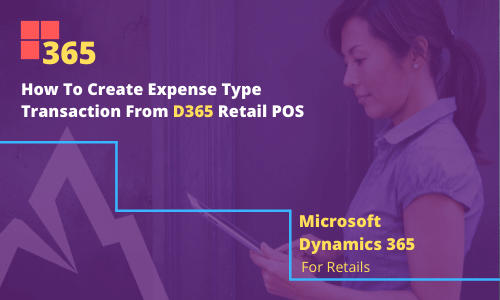 365
How To Create Expense Type
Transaction From D365 Retail POS
Microsoft
Dynamics 365
For Retails